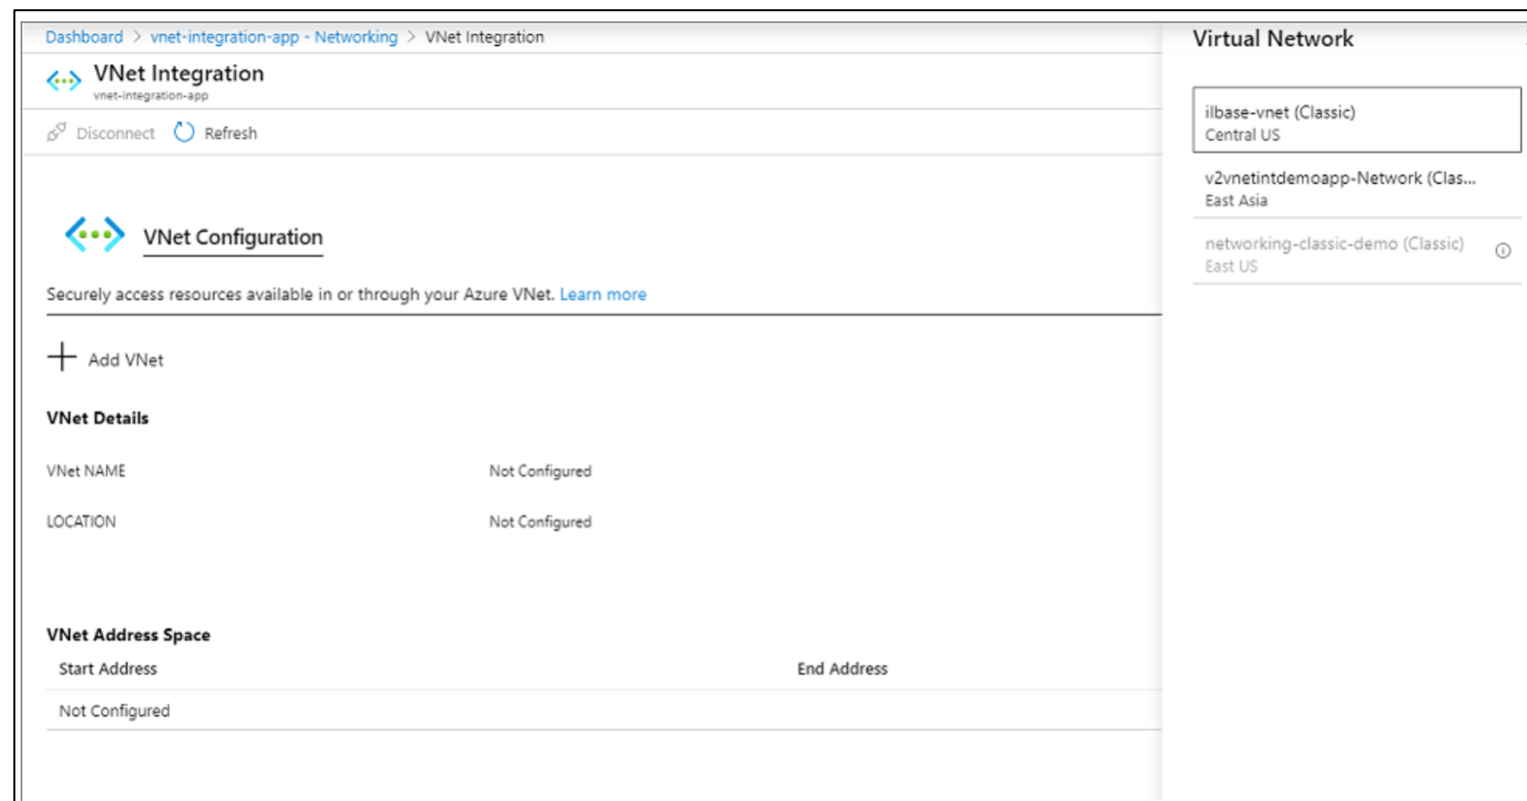 Dashboard > vnet-integration-app - Networking > VNet Integration
VNet Integration
vnet-integration-app
Disconnect Refresh
VNet Configuration
Securely access resources available in or through your Azure VNet. Learn more
Add VNet
VNet Details
VNet NAME Not Configured
LOCATION Not Configured
VNet Address Space
Start Address End Address
Not Configured
Virtual Network
ilbase-vnet (Classic)
Central US
v2vnetintdemoapp-Network (Clas...
East Asia
networking-classic-demo (Classic)
East US